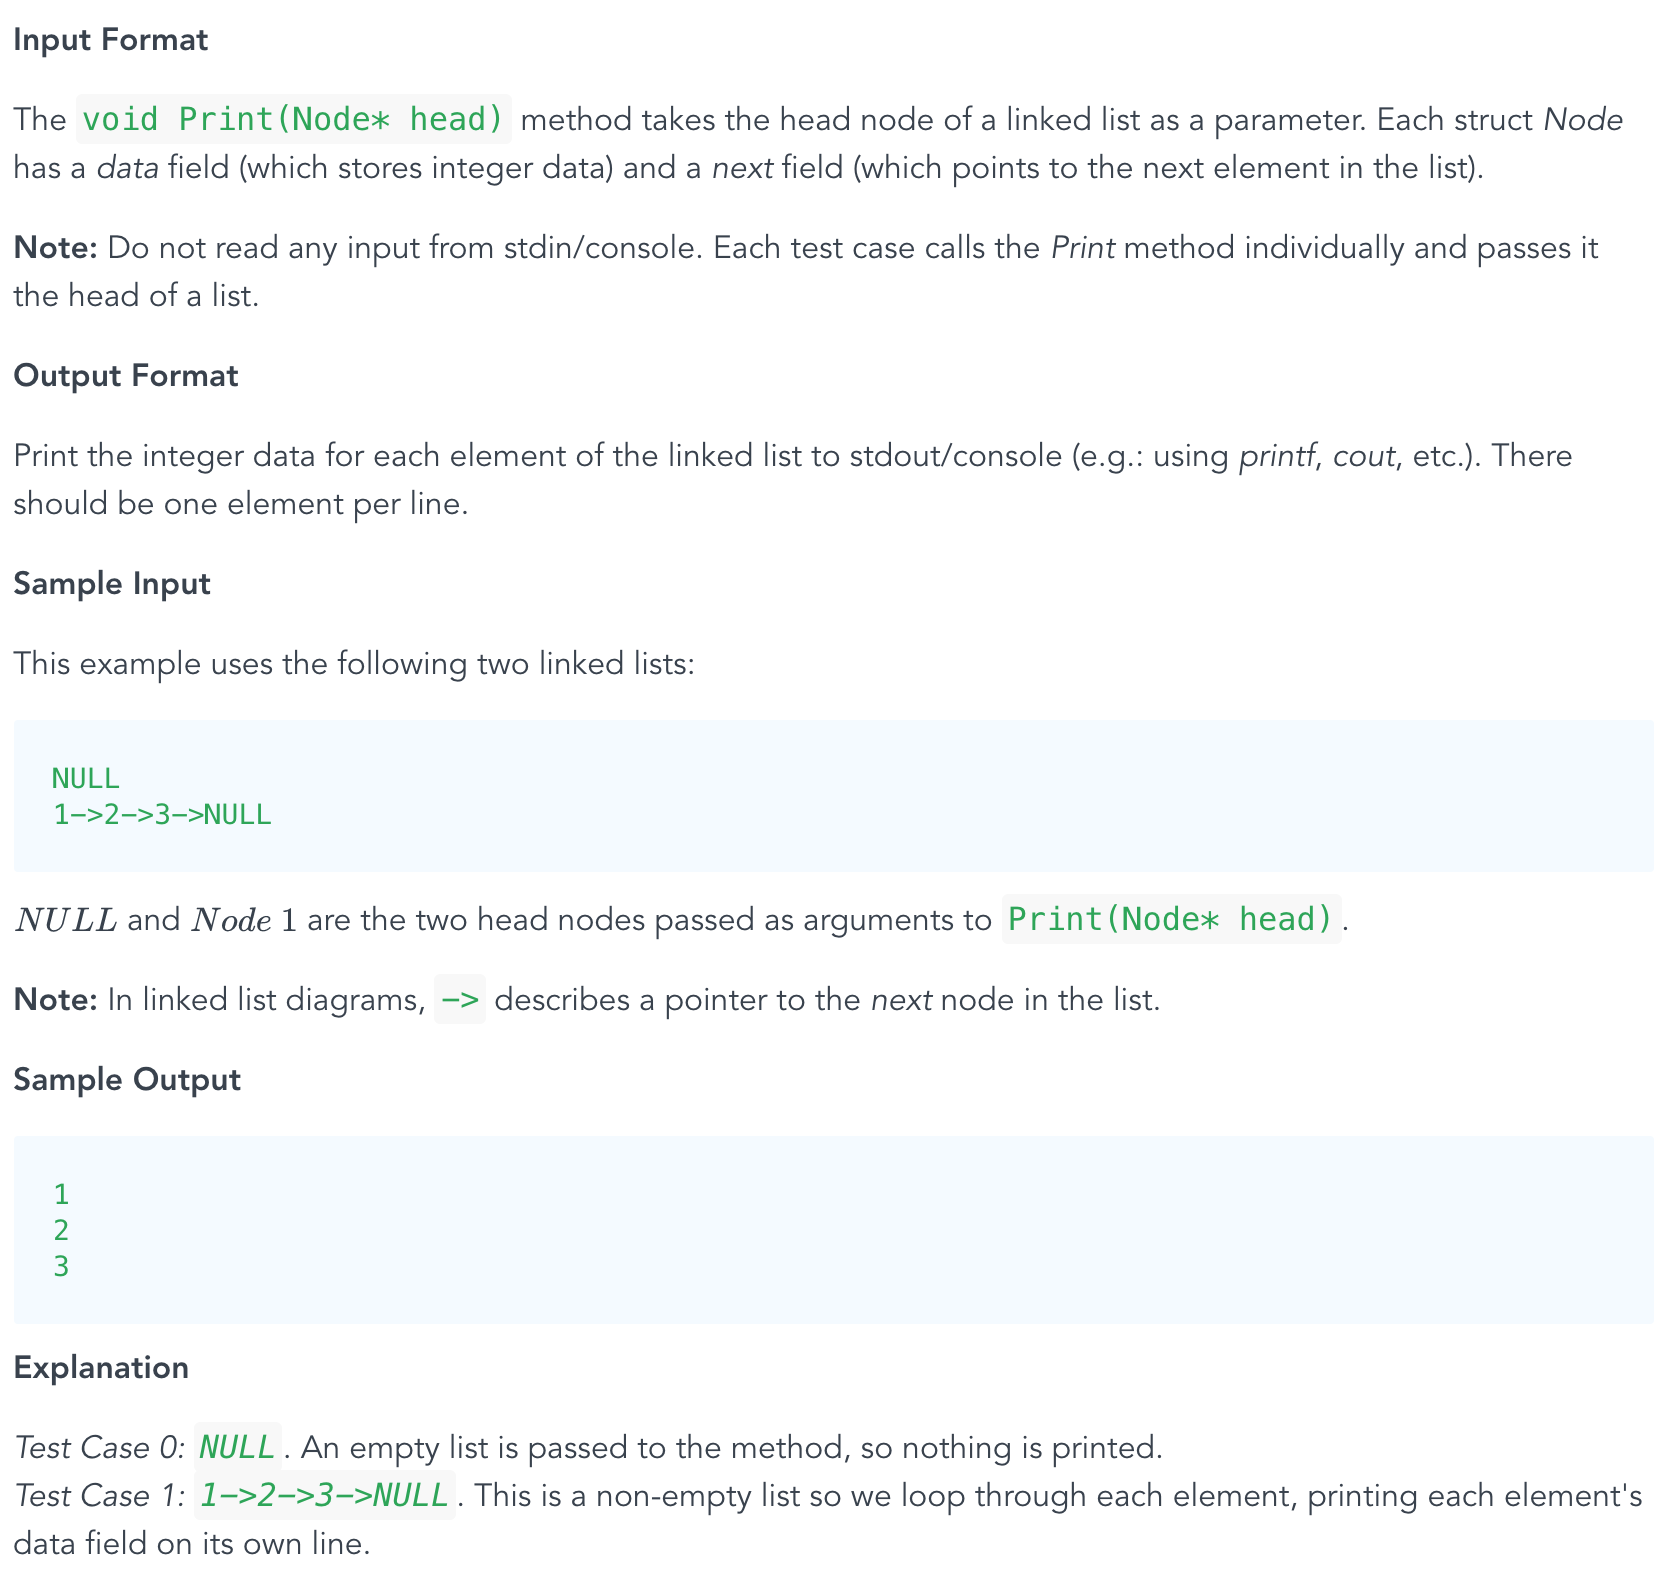 Input Format
The void Print(Node* head) method takes the head node of a linked list as a parameter. Each struct Node
has a data field (which stores integer data) and a next field (which points to the next element in the list).
Note: Do not read any input from stdin/console. Each test case calls the Print method individually and passes it
the head of a list.
Output Format
Print the integer data for each element of the linked list to stdout/console (e.g.: using printf, cout, etc.). There
should be one element per line.
Sample Input
This example uses the following two linked lists:
NULL
1->2->3->NULL
NULL and Node 1 are the two head nodes passed as arguments to Print(Node* head).
Note: In linked list diagrams, -> describes a pointer to the next node in the list.
Sample Output
1
2
3
Explanation
Test Case 0: NULL. An empty list is passed to the method, so nothing is printed.
Test Case 1: 1->2->3->NULL. This is a non-empty list so we loop through each element, printing each element's
data field on its own line.